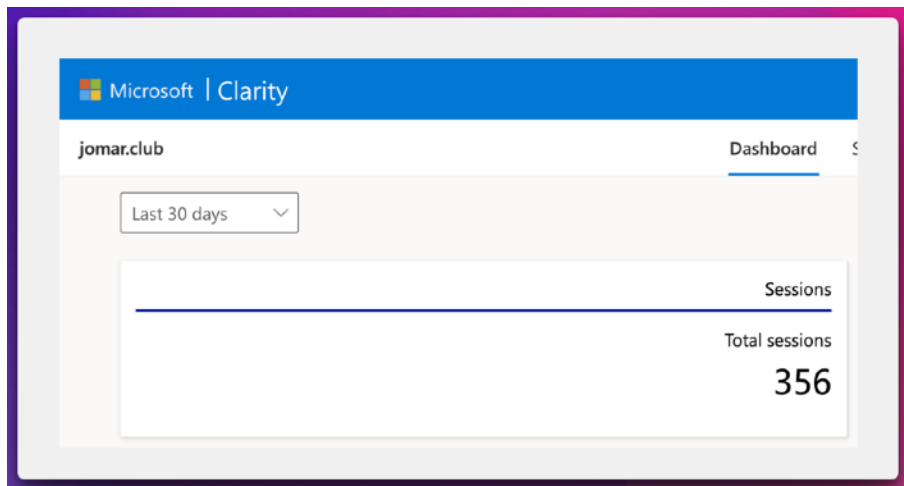 Microsoft | Clarity
jomar.club Dashboard
Last 30 days
Sessions
Total sessions
356